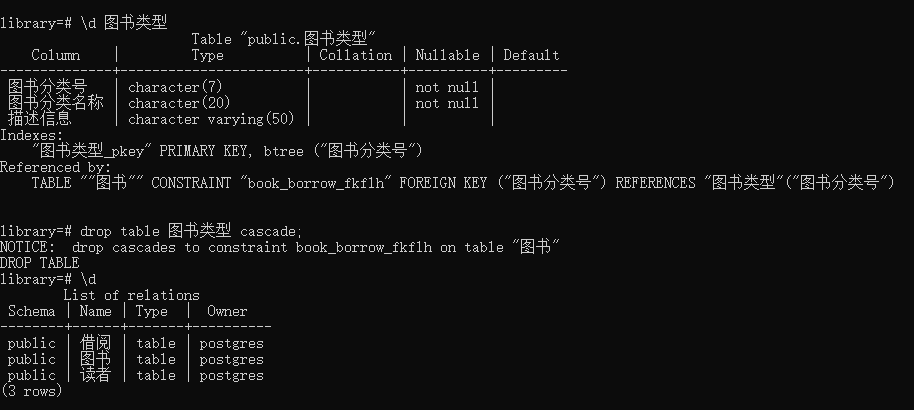 library=# \d 图书类型
Table "public.图书类型"
Column | Type | Collation | Nullable | Default
--------------+-----------------------+-----------+----------+---------
图书分类号 | character(7) | | not null |
图书分类名称 | character(20) | | not null |
描述信息 | character varying(50) | | |
Indexes:
"图书类型_pkey" PRIMARY KEY, btree ("图书分类号")
Referenced by:
TABLE ""图书"" CONSTRAINT "book_borrow_fkf1h" FOREIGN KEY ("图书分类号") REFERENCES "图书类型"("图书分类号")
library=# drop table 图书类型 cascade;
NOTICE:  drop cascades to constraint book_borrow_fkf1h on table "图书"
DROP TABLE
library=# \d
List of relations
Schema | Name | Type | Owner
--------+------+-------+----------
public | 借阅 | table | postgres
public | 图书 | table | postgres
public | 读者 | table | postgres
(3 rows)